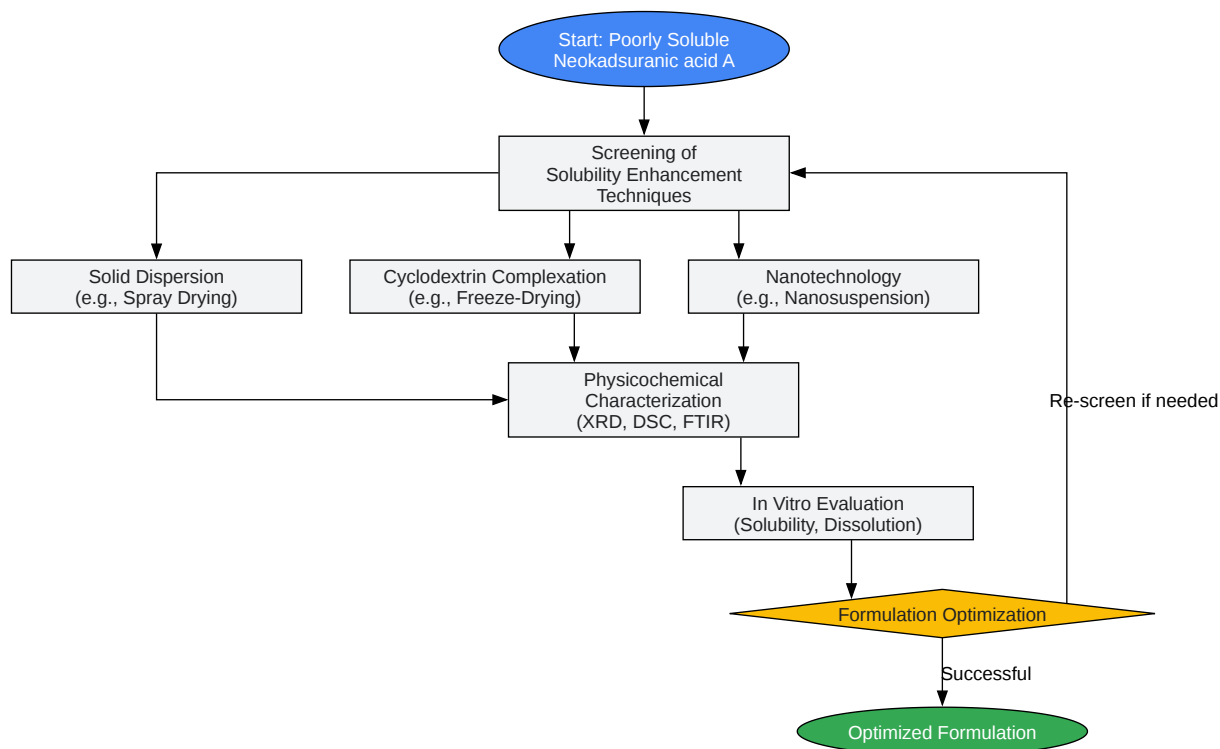 Start: Poorly Soluble
Neokadsuranic acid A
Screening of
Solubility Enhancement
Techniques
Solid Dispersion
(e.g., Spray Drying)
Cyclodextrin Complexation
(e.g., Freeze-Drying)
Nanotechnology
(e.g., Nanosuspension)
Physicochemical
Characterization
(XRD, DSC, FTIR)
Re-screen if needed
In Vitro Evaluation
(Solubility, Dissolution)
Formulation Optimization
Successful
Optimized Formulation